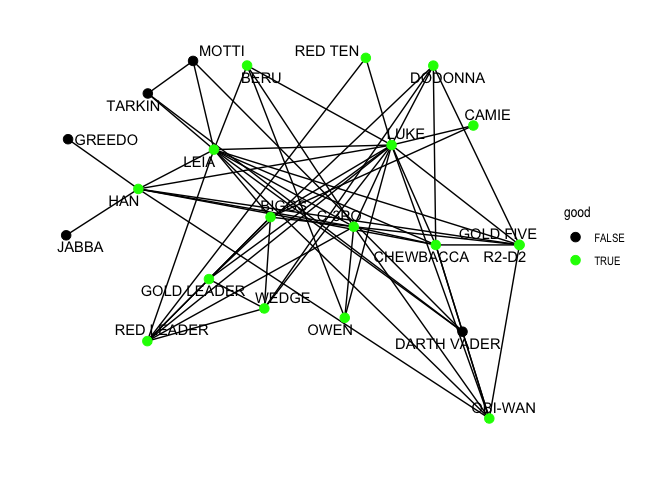 MOTTI
RED TEN
BERU
DODONNA
TARKIN
CAMIE
GREEDO
LUKE
LEIA
HAN
BIGGS
C-3PO
GOLD FIVE
JABBA
CHEWBACCA
R2-D2
GOLD LEADER
WEDGE
RED LEADER
OWEN
DARTH VADER
OBI-WAN
good
FALSE
TRUE